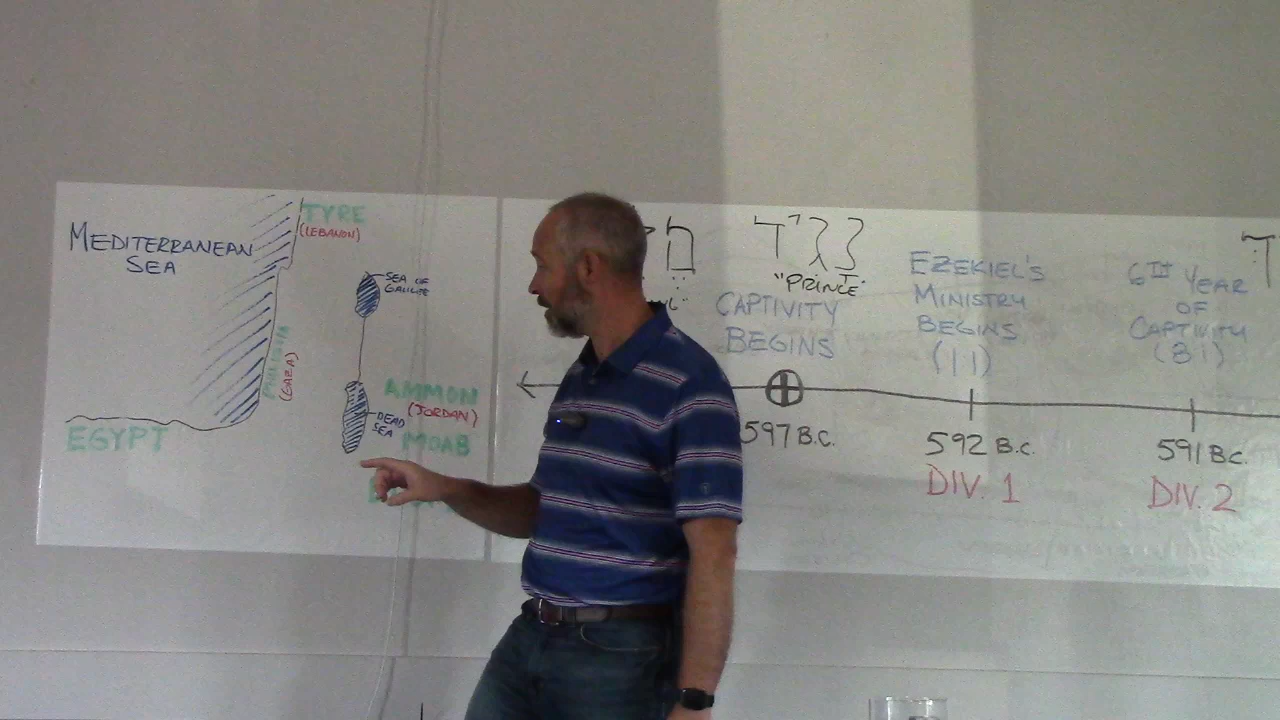 MEDITERRANEAN
SEA
TYRE
(LEBANON)
SEA OF
GALILEE
PHILISTIA
(GAZA)
AMMON
(JORDAN)
DEAD
SEA
MOAB
EGYPT
נגיד
"PRINCE"
CAPTIVITY
BEGINS
597 B.C.
EZEKIEL'S
MINISTRY
BEGINS
(1:1)
592 B.C.
DIV. 1
6TH YEAR
OF
CAPTIVITY
(8:1)
591 B.C.
DIV. 2